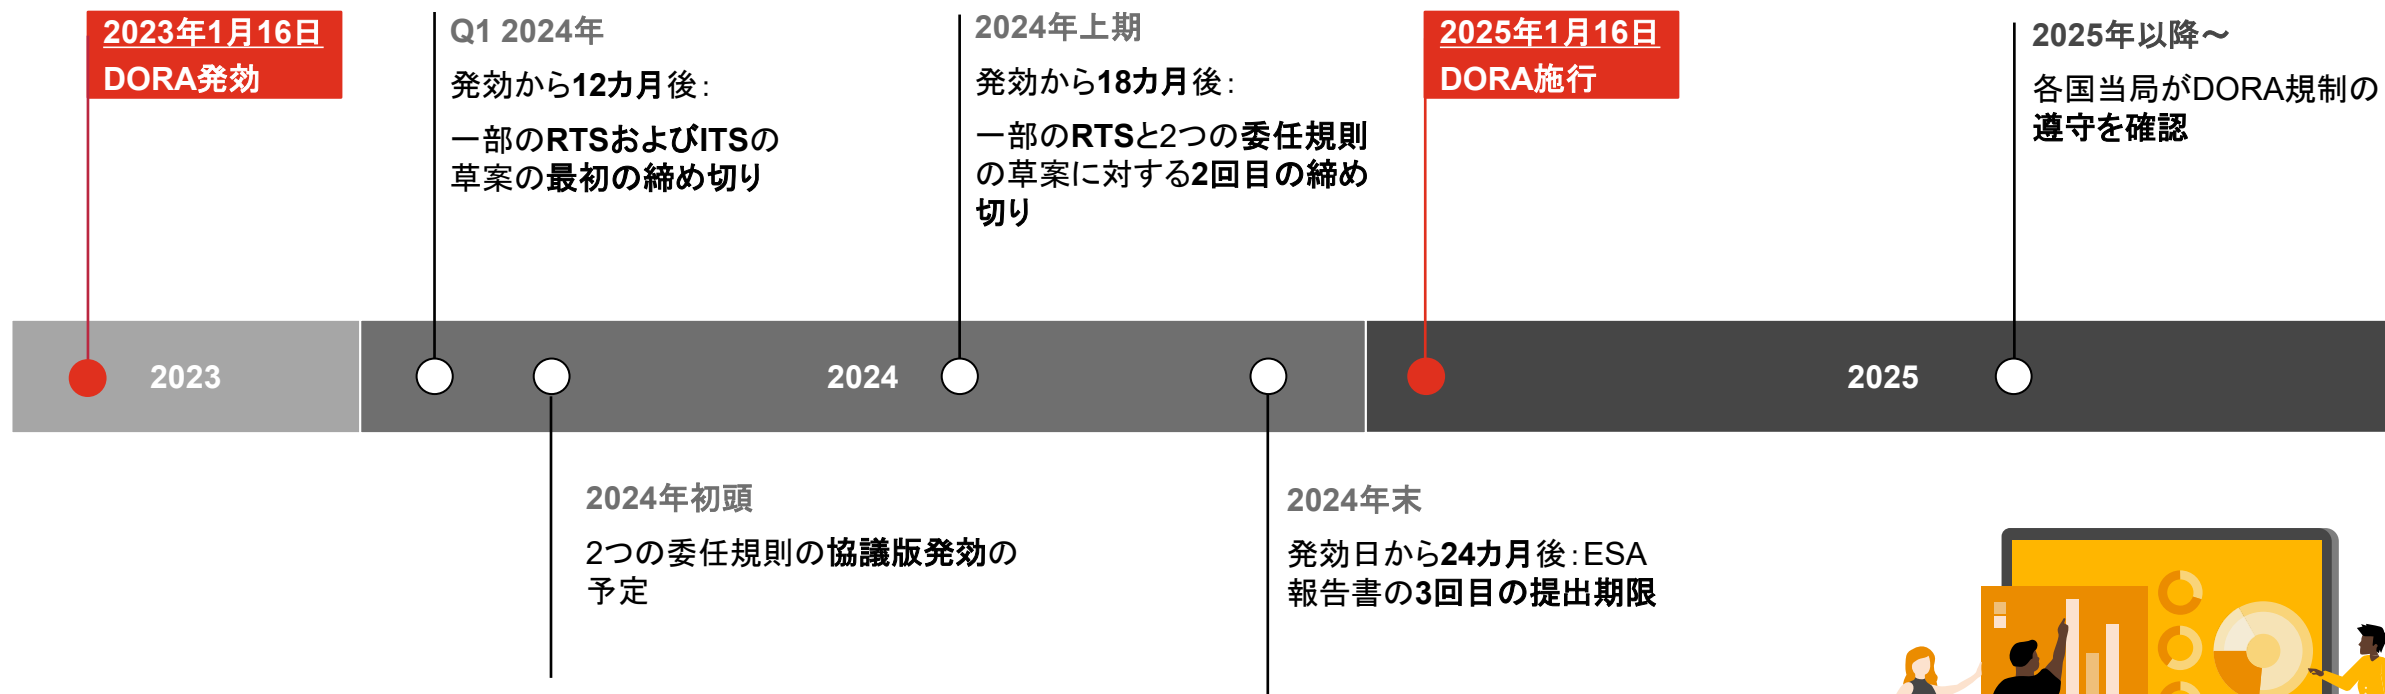 2023年1月16日
DORA発効
Q1 2024年
発効から12カ月後：
一部のRTSおよびITSの
草案の最初の締め切り
2024年上期
発効から18カ月後：
一部のRTSと2つの委任規則
の草案に対する2回目の締め
切り
2025年1月16日
DORA施行
2025年以降～
各国当局がDORA規制の
遵守を確認
2023
2024
2025
2024年初頭
2つの委任規則の協議版発効の
予定
2024年末
発効日から24カ月後：ESA
報告書の3回目の提出期限